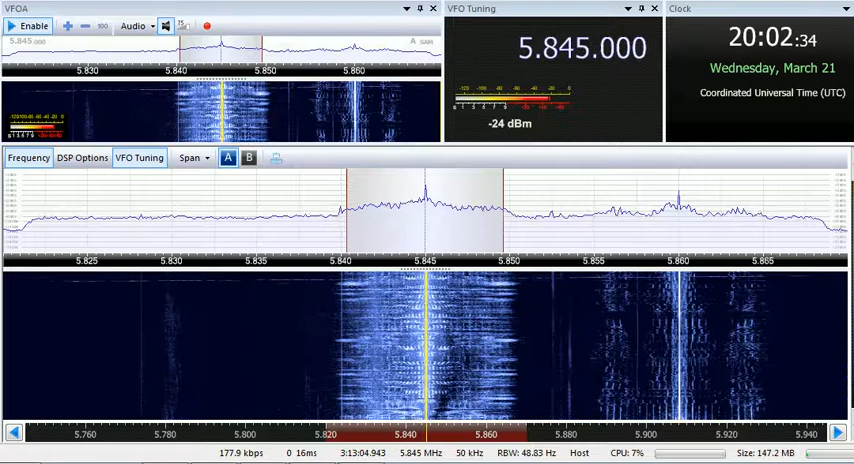 VFOA
Enable
100
Audio
5.845.000
A SAM
5.830
5.840
5.850
5.860
VFO Tuning
5.845.000
-24 dBm
Clock
20:02:34
Wednesday, March 21
Coordinated Universal Time (UTC)
Frequency
DSP Options
VFO Tuning
Span
A
B
5.825
5.830
5.835
5.840
5.845
5.850
5.855
5.860
5.865
5.760
5.780
5.800
5.820
5.840
5.860
5.880
5.900
5.920
5.940
177.9 kbps
0 16ms
3:13:04.943
5.845 MHz
50 kHz
RBW: 48.83 Hz
Host
CPU: 7%
Size: 147.2 MB